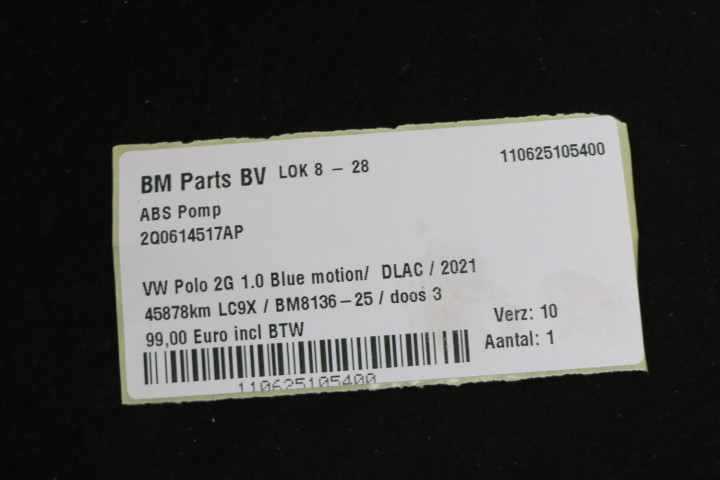 BM Parts BV LOK 8 - 28 110625105400
ABS Pomp
2Q0614517AP
VW Polo 2G 1.0 Blue motion/ DLAC / 2021
45878km LC9X / BM8136-25 / doos 3
99,00 Euro incl BTW Verz: 10
Aantal: 1
110625105400